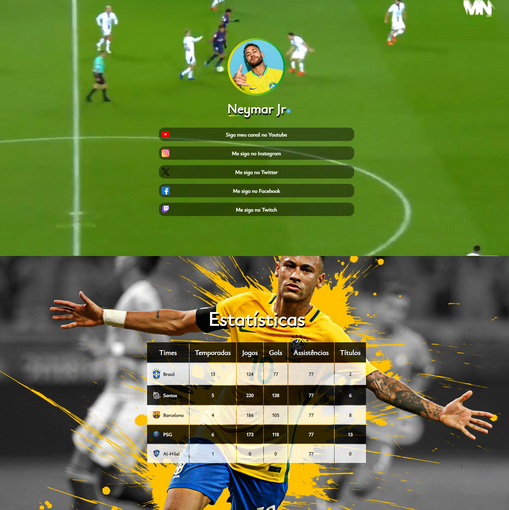 MN
Neymar Jr
Siga meu canal no Youtube
Me siga no Instagram
Me siga no Twitter
Me siga no Facebook
Me siga no Twitch
Estatísticas
Times Temporadas Jogos Gols Assistências Títulos
Brasil 13 124 77 77 2
Santos 5 230 138 77 6
Barcelona 4 186 105 77 8
PSG 6 173 118 77 13
Al-Hilal 1 0 0 77 0